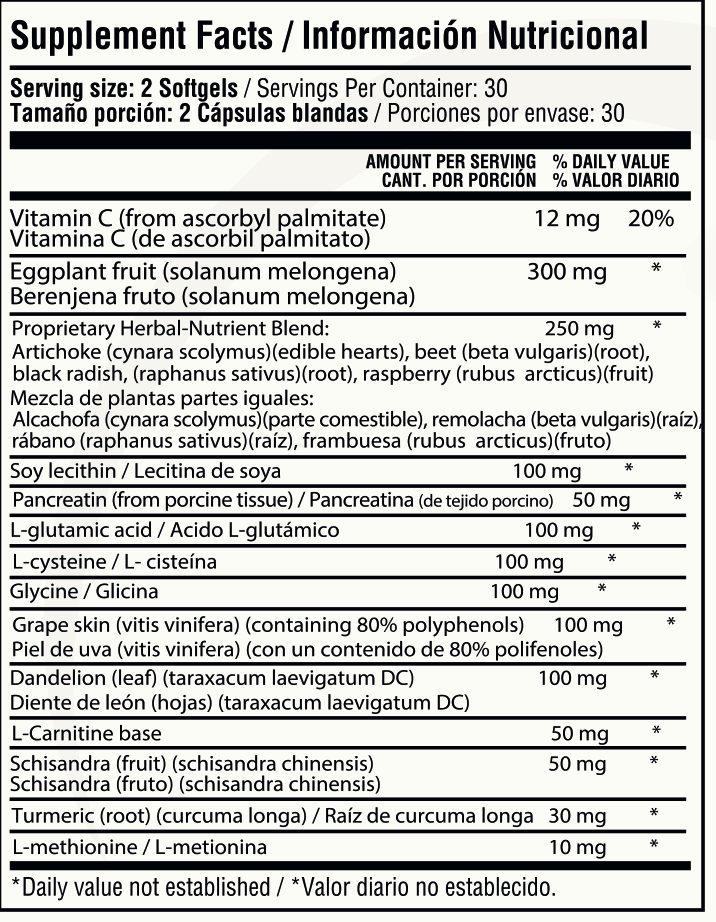 Supplement Facts / Información Nutricional
Serving size: 2 Softgels / Servings Per Container: 30
Tamaño porción: 2 Cápsulas blandas / Porciones por envase: 30
AMOUNT PER SERVING % DAILY VALUE
CANT. POR PORCIÓN % VALOR DIARIO
Vitamin C (from ascorbyl palmitate) 12 mg 20%
Vitamina C (de ascorbil palmitato)
Eggplant fruit (solanum melongena) 300 mg *
Berenjena fruto (solanum melongena)
Proprietary Herbal-Nutrient Blend: 250 mg *
Artichoke (cynara scolymus)(edible hearts), beet (beta vulgaris)(root),
black radish, (raphanus sativus)(root), raspberry (rubus arcticus)(fruit)
Mezcla de plantas partes iguales:
Alcachofa (cynara scolymus)(parte comestible), remolacha (beta vulgaris)(raíz),
rábano (raphanus sativus)(raíz), frambuesa (rubus arcticus)(fruto)
Soy lecithin / Lecitina de soya 100 mg *
Pancreatin (from porcine tissue) / Pancreatina (de tejido porcino) 50 mg *
L-glutamic acid / Acido L-glutámico 100 mg *
L-cysteine / L- cisteína 100 mg *
Glycine / Glicina 100 mg *
Grape skin (vitis vinifera) (containing 80% polyphenols) 100 mg *
Piel de uva (vitis vinifera) (con un contenido de 80% polifenoles)
Dandelion (leaf) (taraxacum laevigatum DC) 100 mg *
Diente de león (hojas) (taraxacum laevigatum DC)
L-Carnitine base 50 mg *
Schisandra (fruit) (schisandra chinensis) 50 mg *
Schisandra (fruto) (schisandra chinensis)
Turmeric (root) (curcuma longa) / Raíz de curcuma longa 30 mg *
L-methionine / L-metionina 10 mg *
*Daily value not established / *Valor diario no establecido.